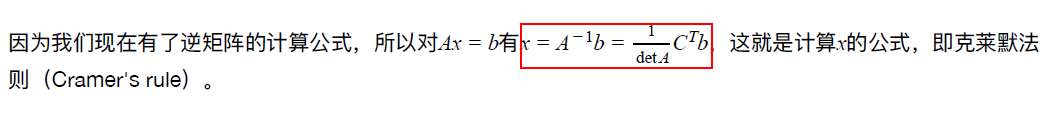 因为我们现在有了逆矩阵的计算公式，所以对Ax = b有x = A⁻¹b = 1/detA Cᵀb，这就是计算x的公式，即克莱默法
则（Cramer's rule）。